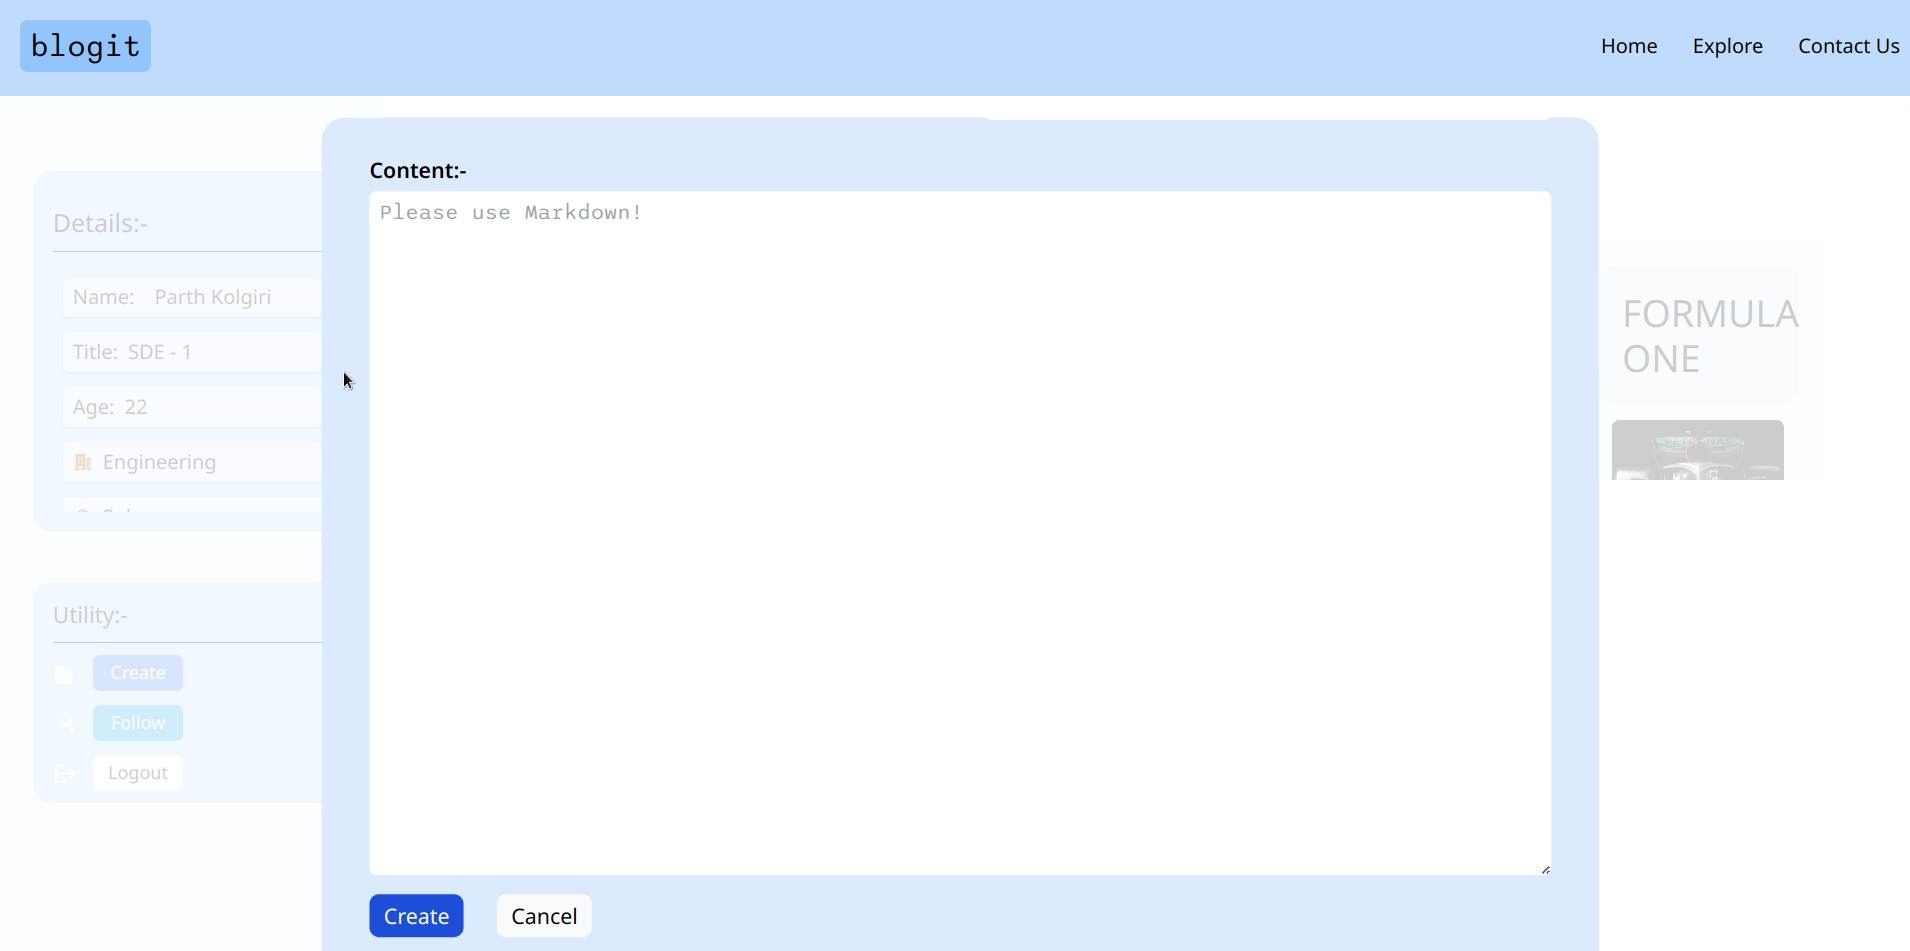 blogit
Home Explore Contact Us
Content:-
Please use Markdown!
Details:-
Name: Parth Kolgiri
Title: SDE - 1
Age: 22
Engineering
Utility:-
Create
Follow
Logout
FORMULA
ONE
Create Cancel